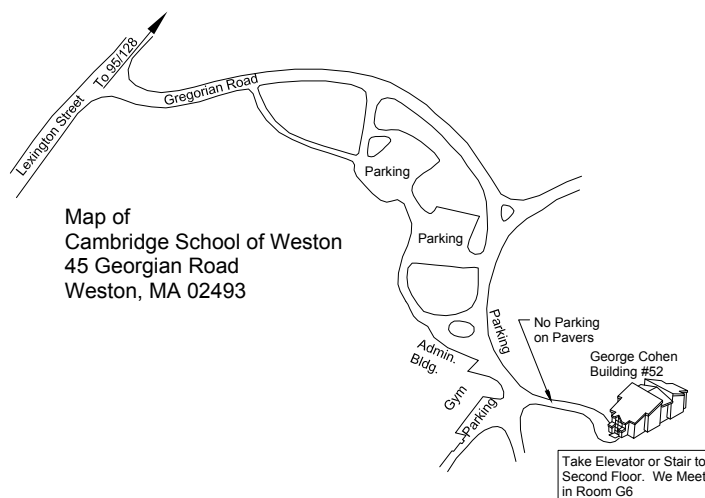 To 95/128
Lexington Street
Gregorian Road
Parking
Map of
Cambridge School of Weston
45 Georgian Road
Weston, MA 02493
Parking
Parking
No Parking
on Pavers
Admin.
Bldg.
George Cohen
Building #52
Gym
Parking
Take Elevator or Stair to
Second Floor.  We Meet
in Room G6